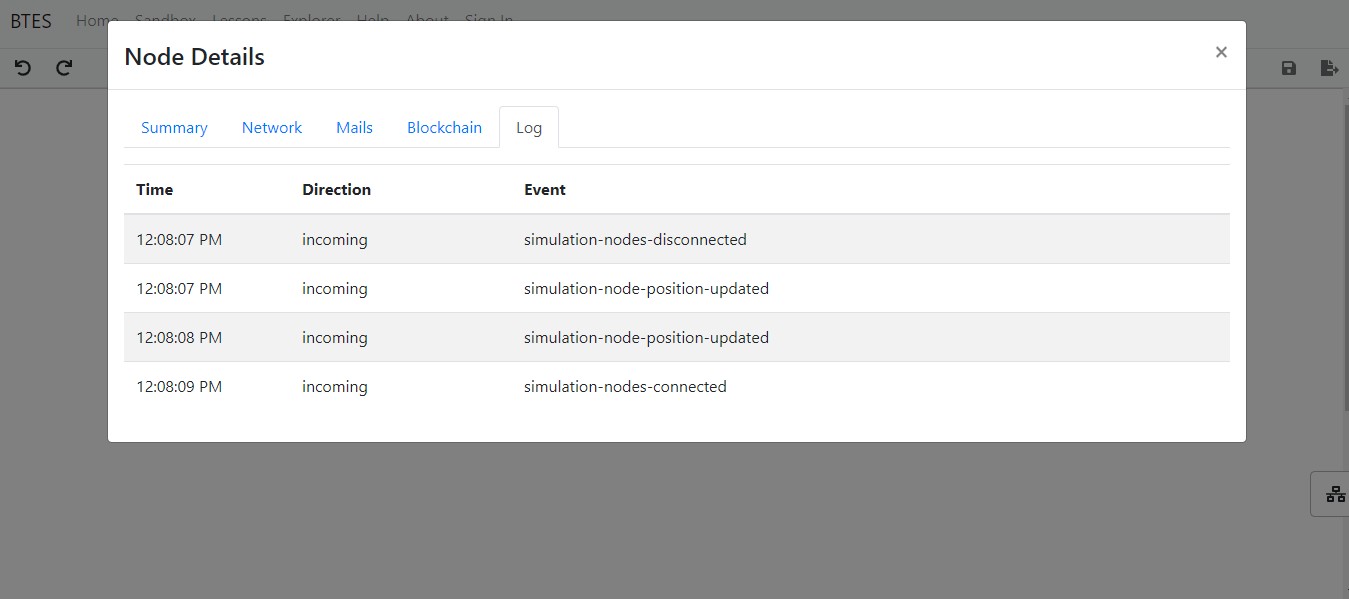 BTES Home Sandbox Lessons Explorer Help About Sign In
Node Details ×
Summary Network Mails Blockchain Log
Time Direction Event
12:08:07 PM incoming simulation-nodes-disconnected
12:08:07 PM incoming simulation-node-position-updated
12:08:08 PM incoming simulation-node-position-updated
12:08:09 PM incoming simulation-nodes-connected